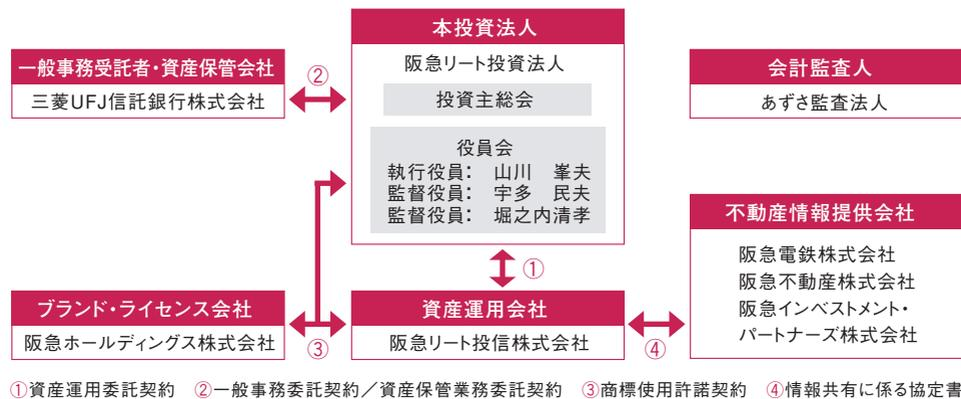 本投資法人
阪急リート投資法人
投資主総会
役員会
執行役員： 山川 峯夫
監督役員： 宇多 民夫
監督役員： 堀之内清孝
一般事務受託者・資産保管会社
三菱UFJ信託銀行株式会社
②
会計監査人
あずさ監査法人
不動産情報提供会社
阪急電鉄株式会社
阪急不動産株式会社
阪急インベストメント・
パートナーズ株式会社
①
ブランド・ライセンス会社
阪急ホールディングス株式会社
③
資産運用会社
阪急リート投信株式会社
④
①資産運用委託契約 ②一般事務委託契約／資産保管業務委託契約 ③商標使用許諾契約 ④情報共有に係る協定書